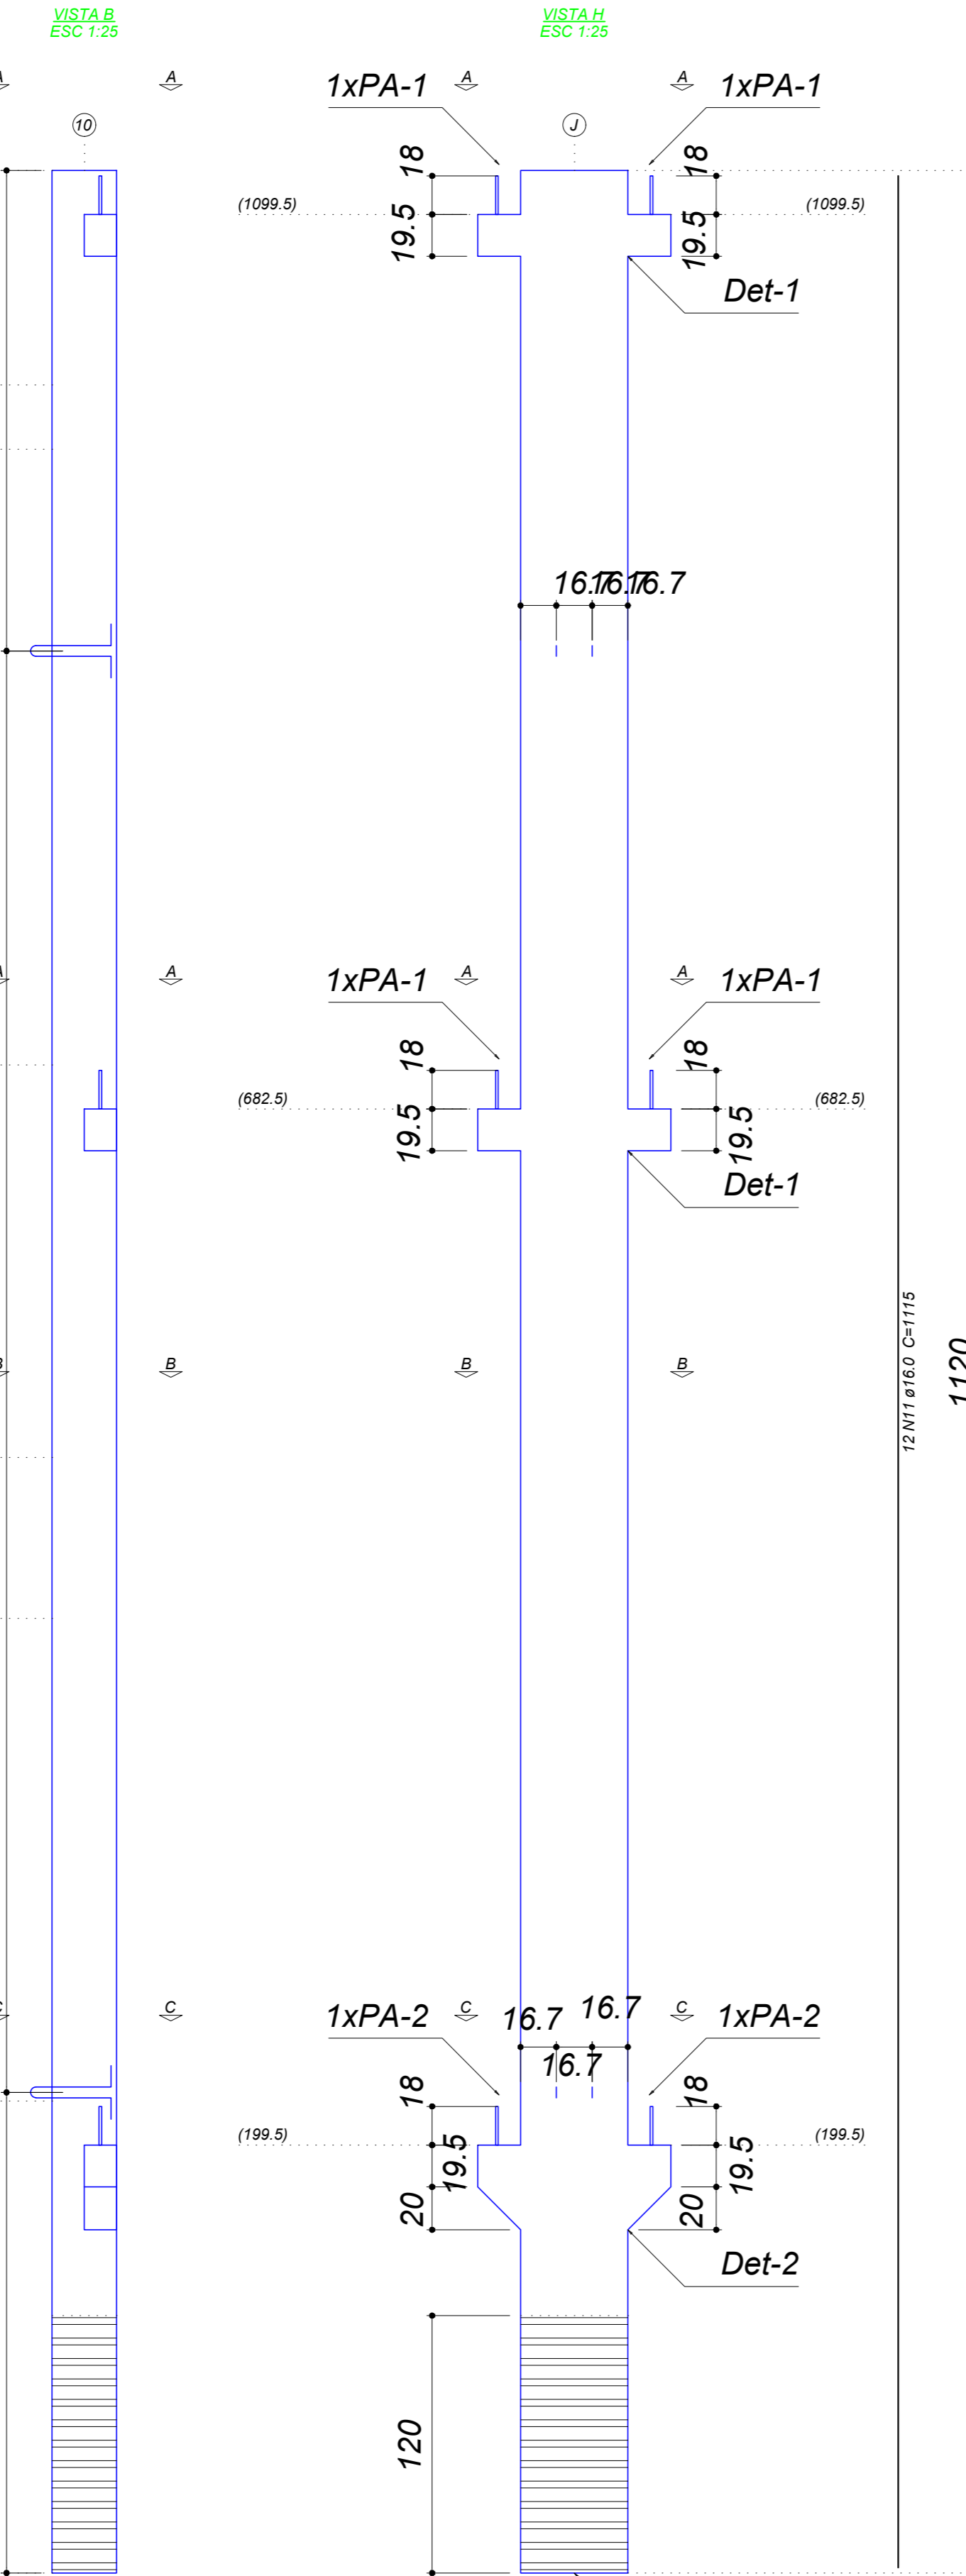 VISTA B
ESC 1:25
VISTA H
ESC 1:25
A
A
A
A
1xPA-1
1xPA-1
10
J
18
18
(1099.5)
(1099.5)
19.5
19.5
Det-1
16.7
16.7
16.7
A
A
A
A
1xPA-1
1xPA-1
18
18
(682.5)
(682.5)
19.5
19.5
Det-1
12 N11 ø16.0 C=1115
1120
B
B
B
B
C
C
C
C
1xPA-2
1xPA-2
16.7
16.7
16.7
18
18
(199.5)
(199.5)
19.5
19.5
20
20
Det-2
120